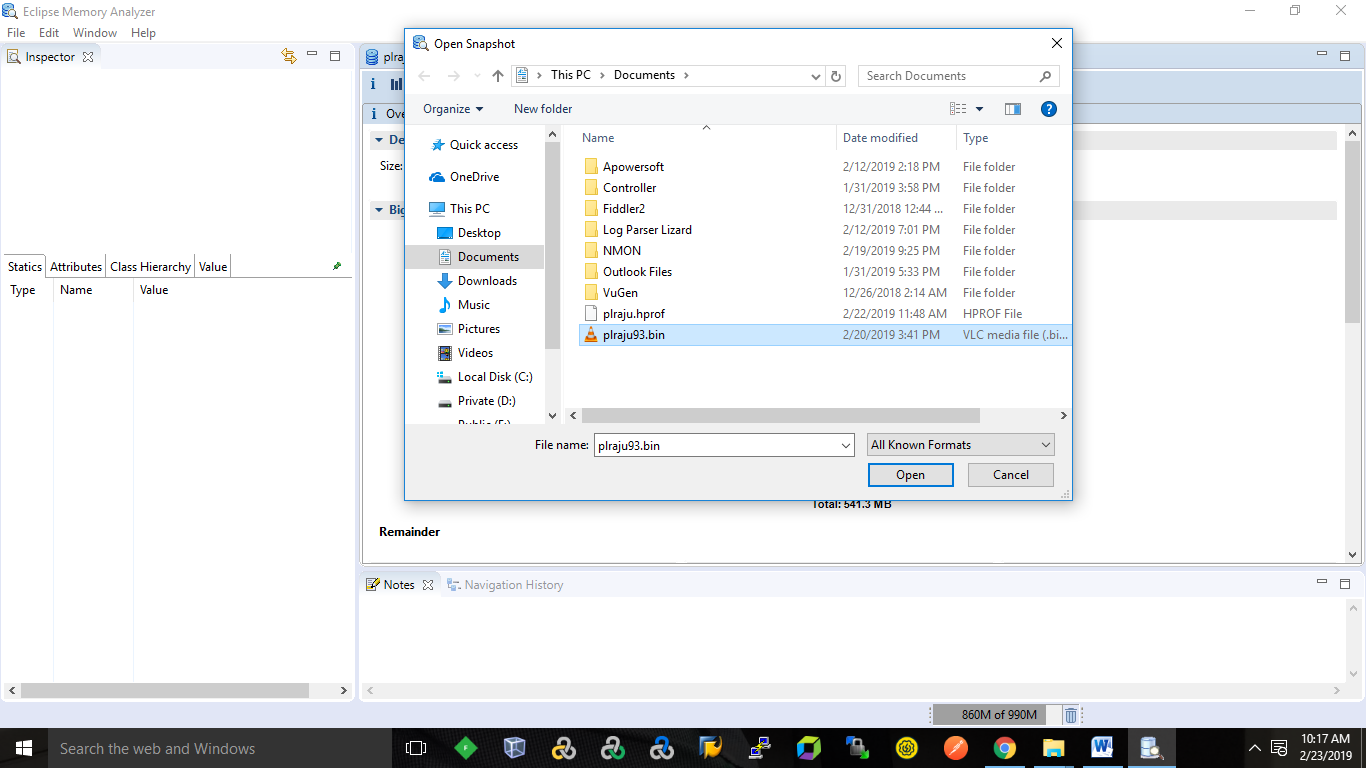 Eclipse Memory Analyzer
File Edit Window Help
Inspector
Statics Attributes Class Hierarchy Value
Type Name Value
plraju
i
i Ove
De
Size:
Big
Total: 541.3 MB
Remainder
Open Snapshot
This PC Documents
Search Documents
Organize New folder
Quick access
OneDrive
This PC
Desktop
Documents
Downloads
Music
Pictures
Videos
Local Disk (C:)
Private (D:)
Name Date modified Type
Apowersoft 2/12/2019 2:18 PM File folder
Controller 1/31/2019 3:58 PM File folder
Fiddler2 12/31/2018 12:44 ... File folder
Log Parser Lizard 2/12/2019 7:01 PM File folder
NMON 2/19/2019 9:25 PM File folder
Outlook Files 1/31/2019 5:33 PM File folder
VuGen 12/26/2018 2:14 AM File folder
plraju.hprof 2/22/2019 11:48 AM HPROF File
plraju93.bin 2/20/2019 3:41 PM VLC media file (.bi...
File name: plraju93.bin All Known Formats
Open Cancel
Notes Navigation History
860M of 990M
Search the web and Windows
10:17 AM
2/23/2019